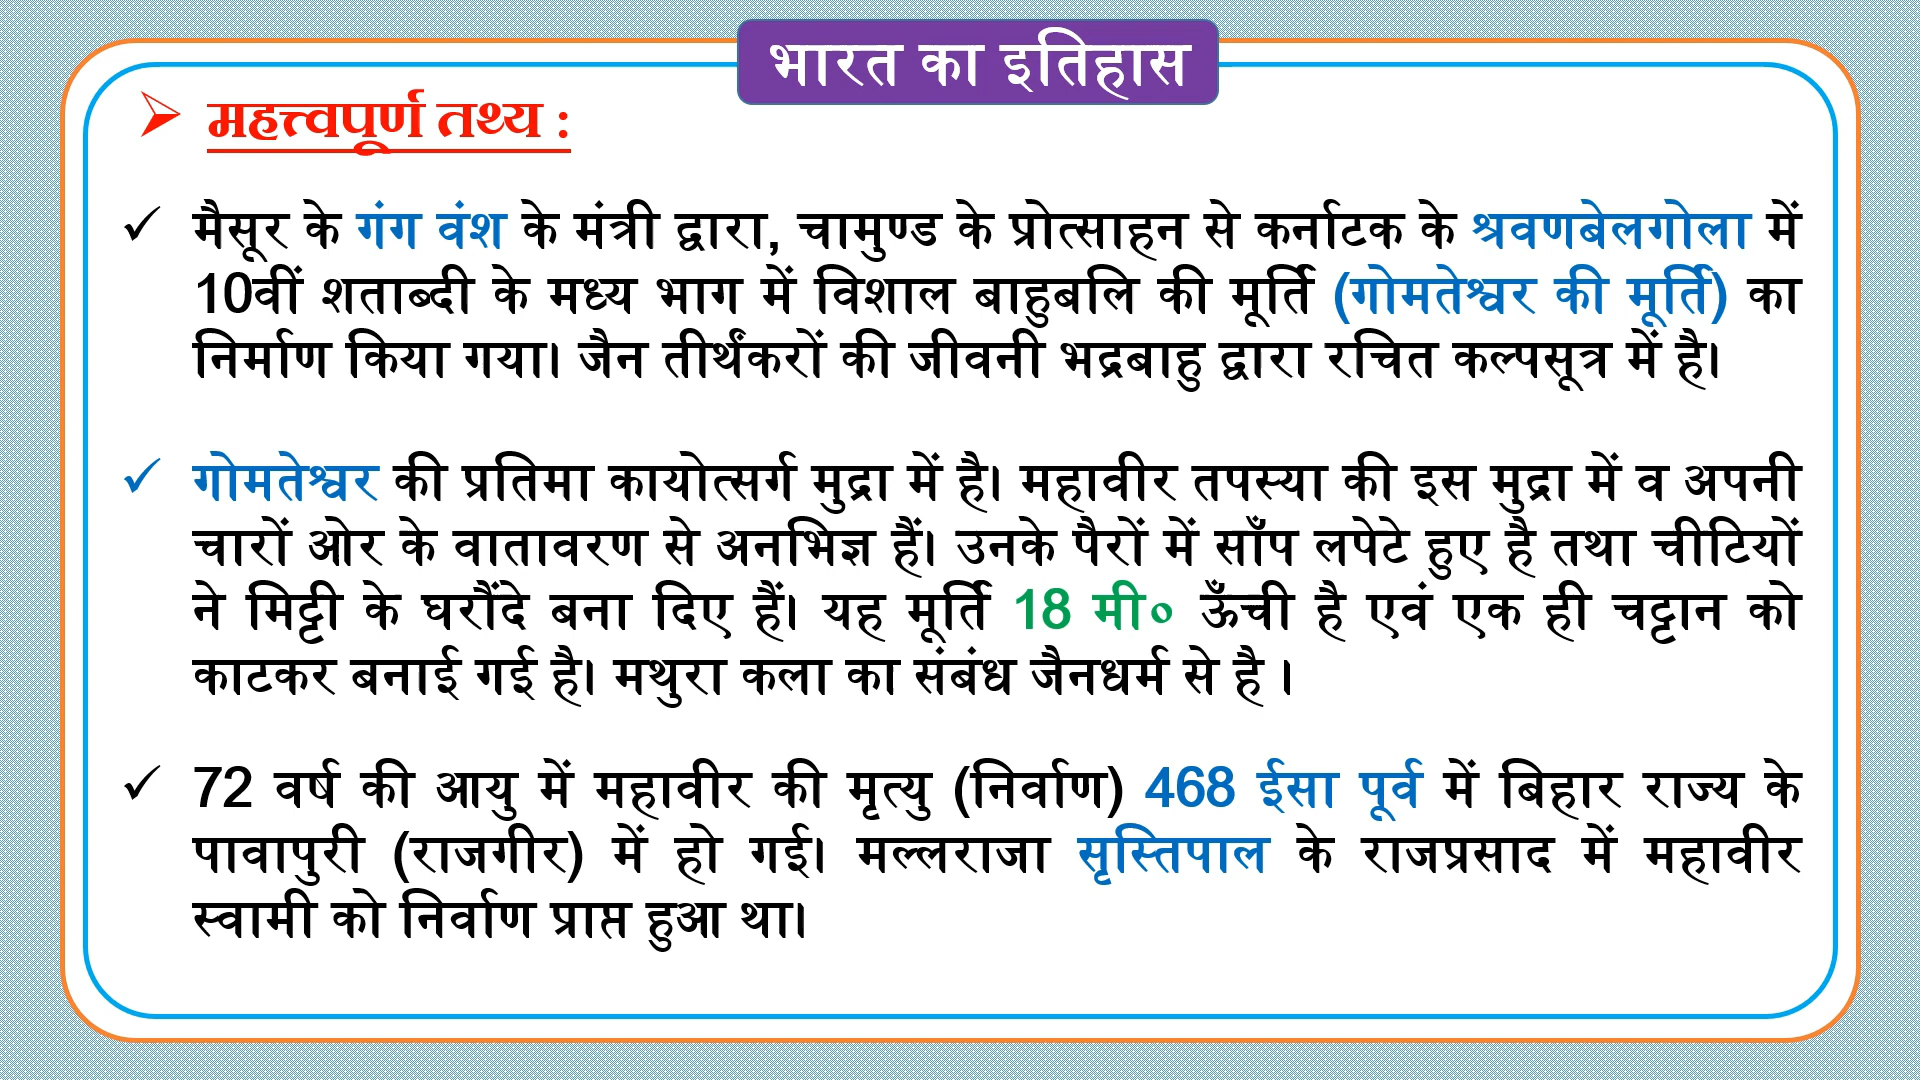 भारत का इतिहास
महत्त्वपूर्ण तथ्य :
मैसूर के गंग वंश के मंत्री द्वारा, चामुण्ड के प्रोत्साहन से कर्नाटक के श्रवणबेलगोला में
10वीं शताब्दी के मध्य भाग में विशाल बाहुबलि की मूर्ति (गोमतेश्वर की मूर्ति) का
निर्माण किया गया। जैन तीर्थंकरों की जीवनी भद्रबाहु द्वारा रचित कल्पसूत्र में है।
गोमतेश्वर की प्रतिमा कायोत्सर्ग मुद्रा में है। महावीर तपस्या की इस मुद्रा में व अपनी
चारों ओर के वातावरण से अनभिज्ञ हैं। उनके पैरों में साँप लपेटे हुए है तथा चीटियों
ने मिट्टी के घरौंदे बना दिए हैं। यह मूर्ति 18 मी० ऊँची है एवं एक ही चट्टान को
काटकर बनाई गई है। मथुरा कला का संबंध जैनधर्म से है ।
72 वर्ष की आयु में महावीर की मृत्यु (निर्वाण) 468 ईसा पूर्व में बिहार राज्य के
पावापुरी (राजगीर) में हो गई। मल्लराजा सृस्तिपाल के राजप्रसाद में महावीर
स्वामी को निर्वाण प्राप्त हुआ था।